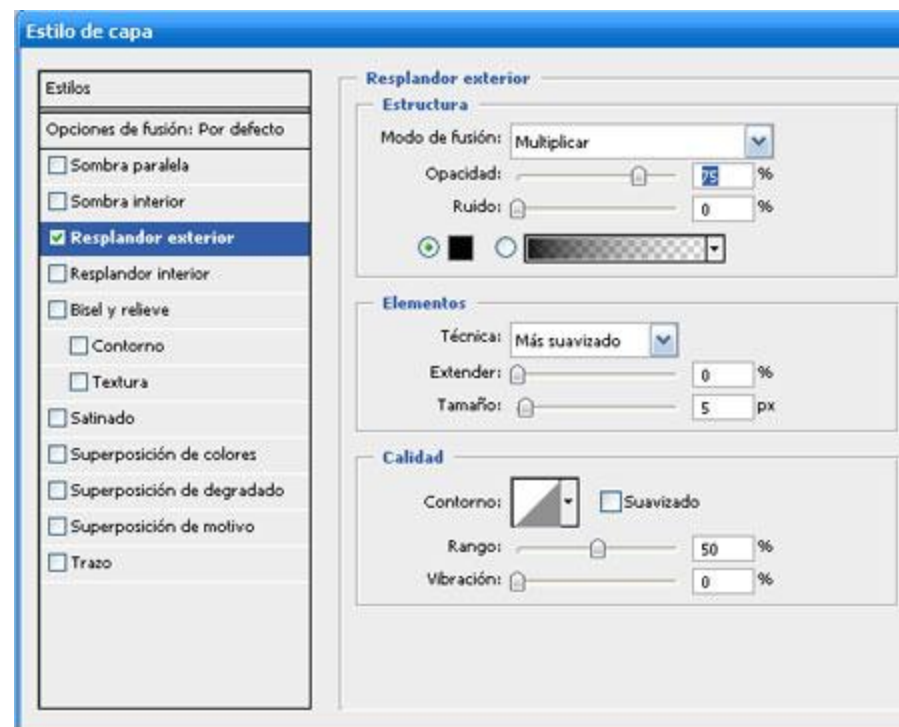 Estilo de capa
Estilos
Opciones de fusión: Por defecto
Sombra paralela
Sombra interior
Resplandor exterior
Resplandor interior
Bisel y relieve
Contorno
Textura
Satinado
Superposición de colores
Superposición de degradado
Superposición de motivo
Trazo
Resplandor exterior
Estructura
Modo de fusión: Multiplicar
Opacidad: 75 %
Ruido: 0 %
Elementos
Técnica: Más suavizado
Extender: 0 %
Tamaño: 5 px
Calidad
Contorno: Suavizado
Rango: 50 %
Vibración: 0 %